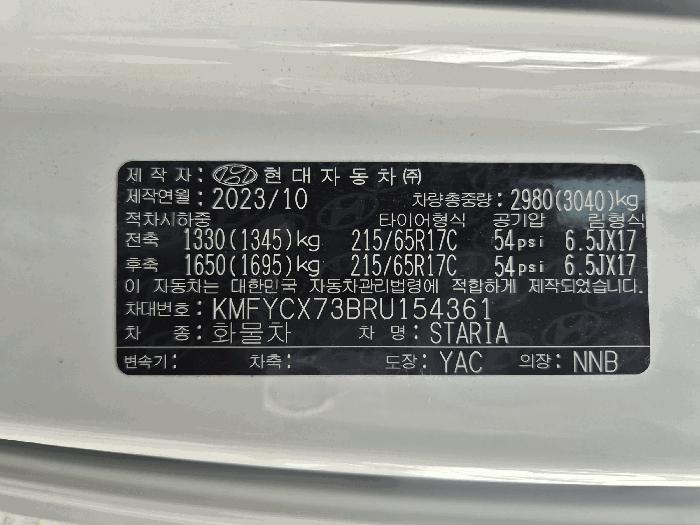 제작자: HYUNDAI 현대자동차(주)
제작연월: 2023/10 차량총중량: 2980(3040)kg
적차시하중 타이어형식 공기압 림형식
전축 1330(1345)kg 215/65R17C 54psi 6.5JX17
후축 1650(1695)kg 215/65R17C 54psi 6.5JX17
이 자동차는 대한민국 자동차관리법령에 적합하게 제작되었습니다.
차대번호: KMFYCX73BRU154361
차 종: 화물차 차 명: STARIA
변속기: 차축: 도장: YAC 의장: NNB